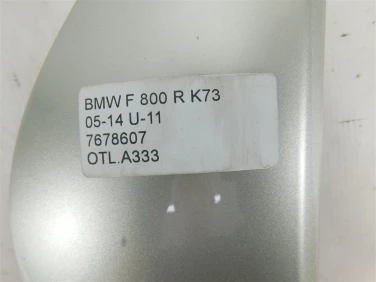 BMW F 800 R K73
05-14 U-11
7678607
OTL.A333